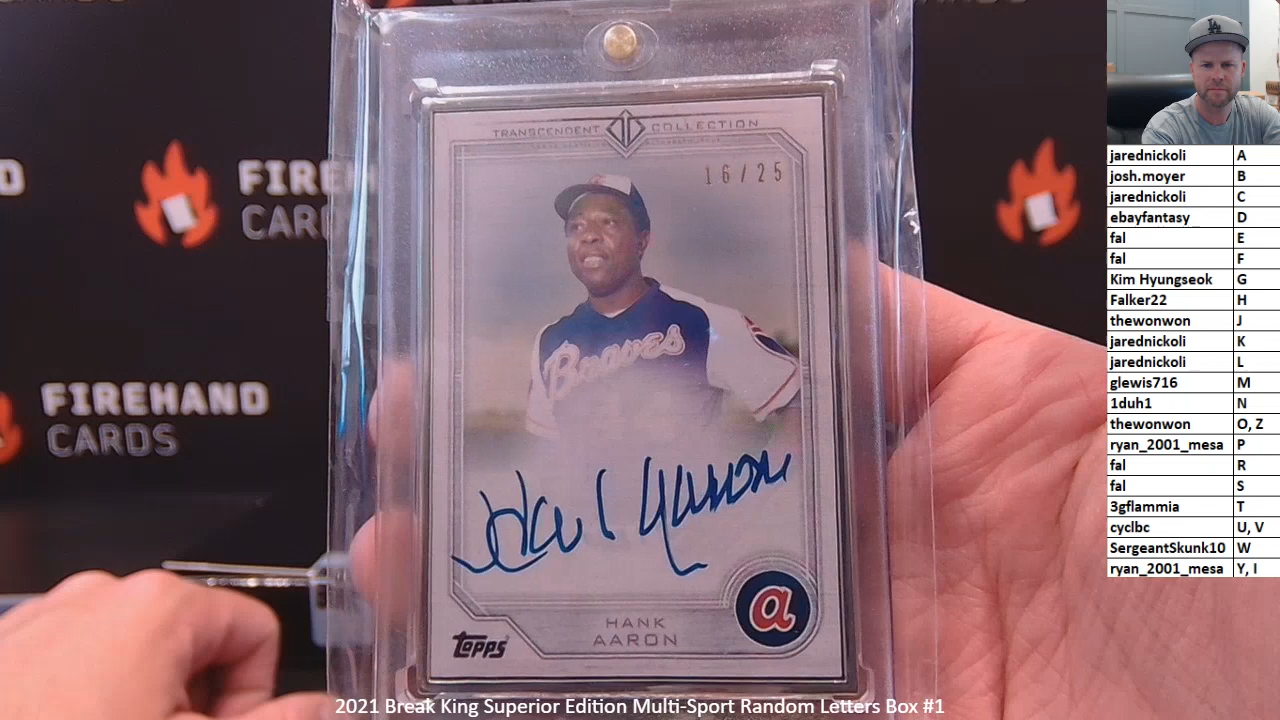 TRANSCENDENT COLLECTION
16/25
Braves
Hank Aaron
HANK
AARON
a
Topps
FIREHAND
CARDS
FIRE
CARD
LA
jarednickoli A
josh.moyer B
jarednickoli C
ebayfantasy D
fal E
fal F
Kim Hyungseok G
Falker22 H
thewonwon J
jarednickoli K
jarednickoli L
glewis716 M
1duh1 N
thewonwon O, Z
ryan_2001_mesa P
fal R
fal S
3gflammia T
cyclbc U, V
SergeantSkunk10 W
ryan_2001_mesa Y, I
2021 Break King Superior Edition Multi-Sport Random Letters Box #1